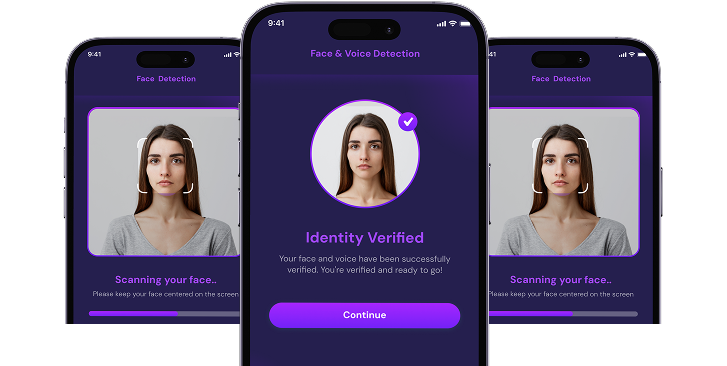 9:41
Face Detection
Scanning your face..
Please keep your face centered on the screen
9:41
Face & Voice Detection
Identity Verified
Your face and voice have been successfully
verified. You're verified and ready to go!
Continue
:41
Face Detection
Scanning your face..
Please keep your face centered on the screen